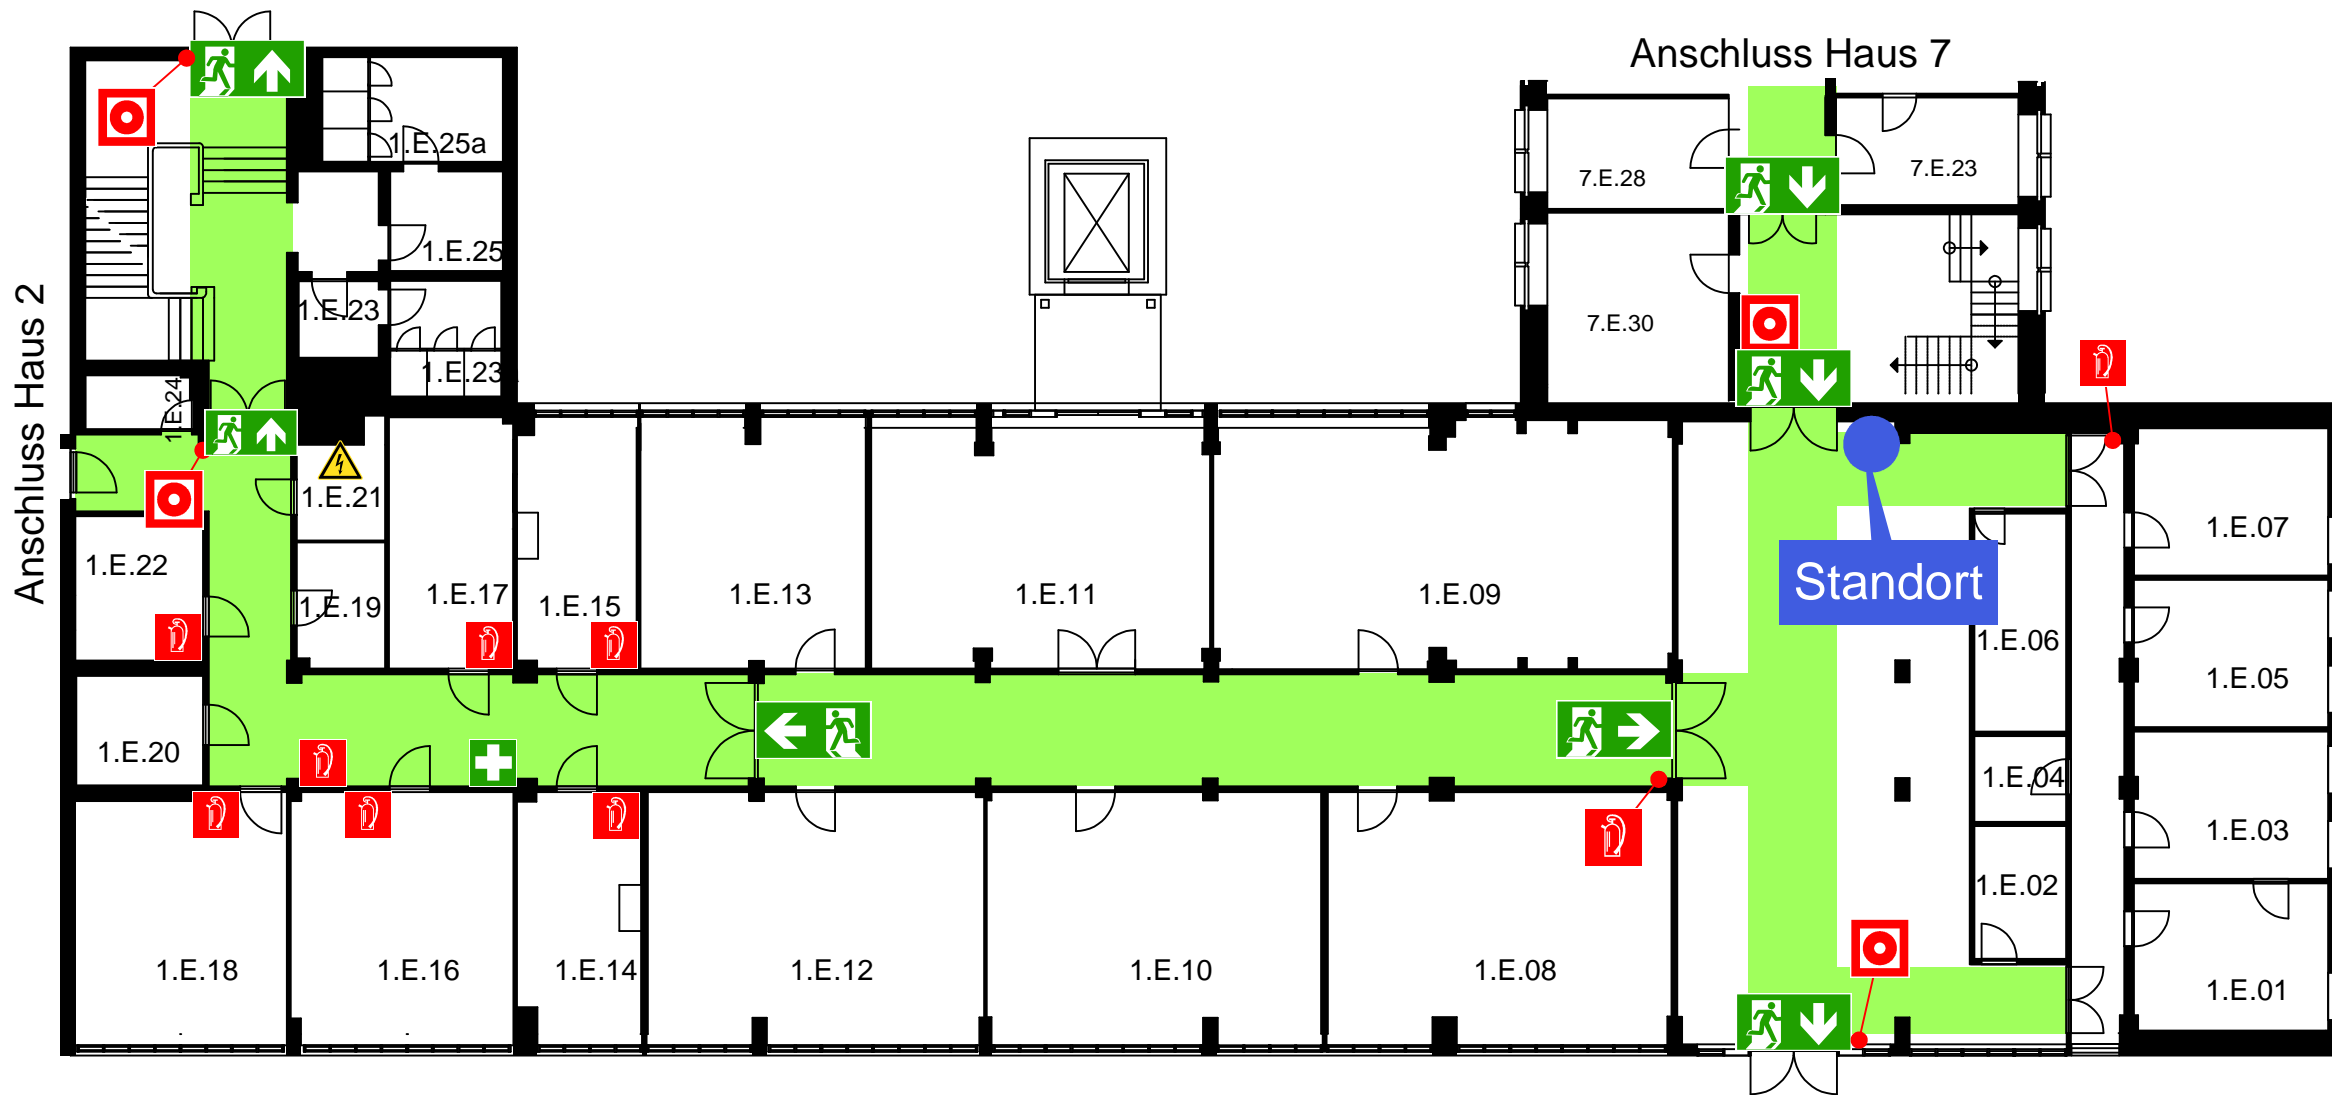 Anschluss Haus 7
Anschluss Haus 2
1.E.25a
7.E.28
7.E.23
1.E.25
1.E.23
7.E.30
1.E.23
1.E.24
1.E.21
1.E.22
1.E.19
1.E.17
1.E.15
1.E.13
1.E.11
1.E.09
Standort
1.E.07
1.E.06
1.E.05
1.E.20
1.E.04
1.E.03
1.E.02
1.E.18
1.E.16
1.E.14
1.E.12
1.E.10
1.E.08
1.E.01